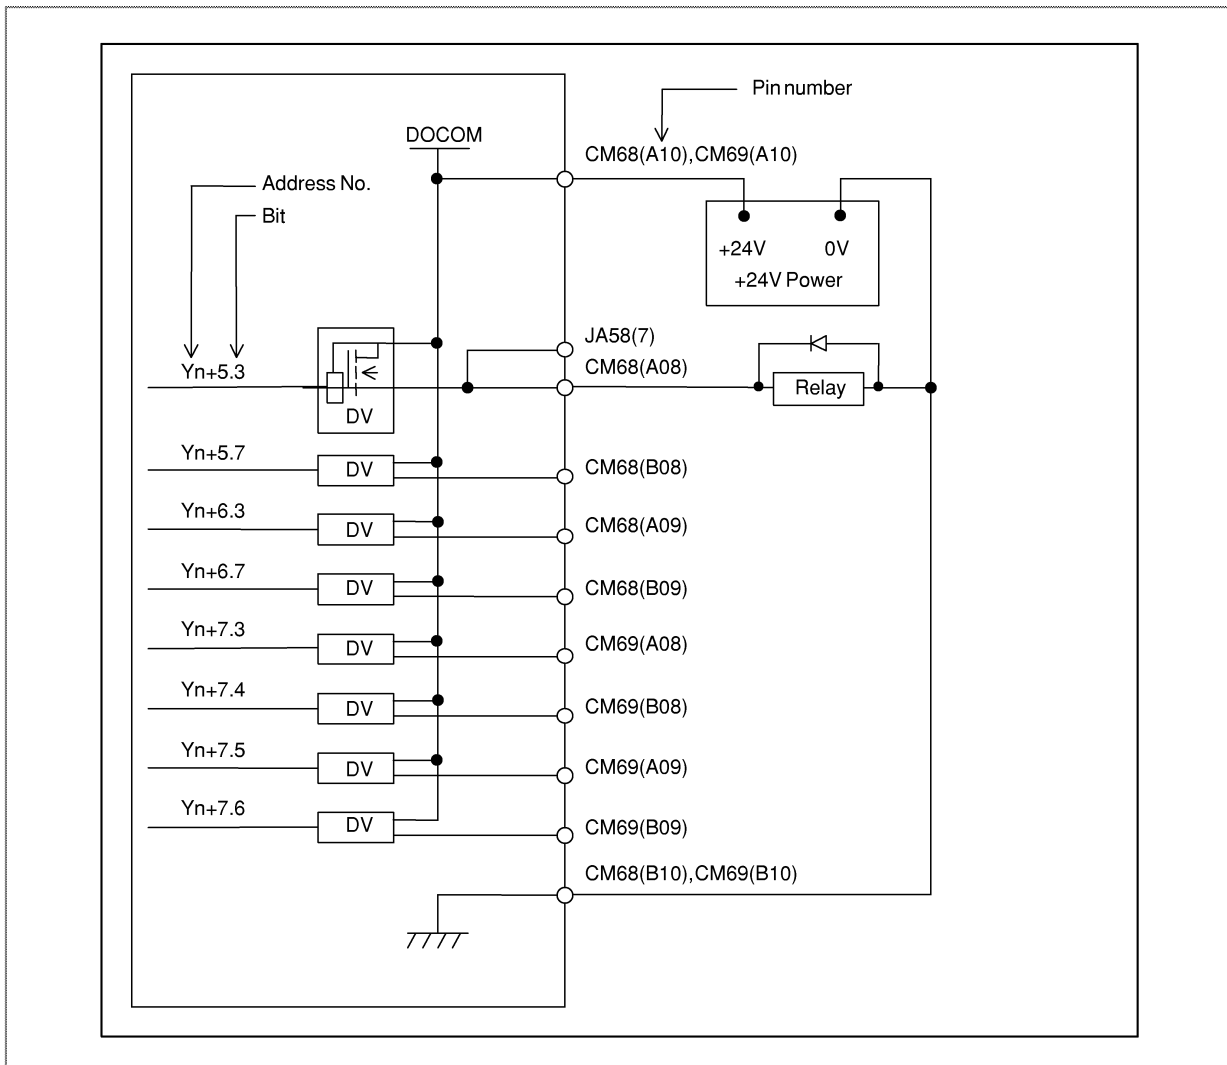 Pin number
DOCOM
CM68(A10),CM69(A10)
Address No.
Bit
+24V 0V
+24V Power
JA58(7)
Yn+5.3
CM68(A08)
Relay
DV
Yn+5.7
DV
CM68(B08)
Yn+6.3
DV
CM68(A09)
Yn+6.7
DV
CM68(B09)
Yn+7.3
DV
CM69(A08)
Yn+7.4
DV
CM69(B08)
Yn+7.5
DV
CM69(A09)
Yn+7.6
DV
CM69(B09)
CM68(B10),CM69(B10)